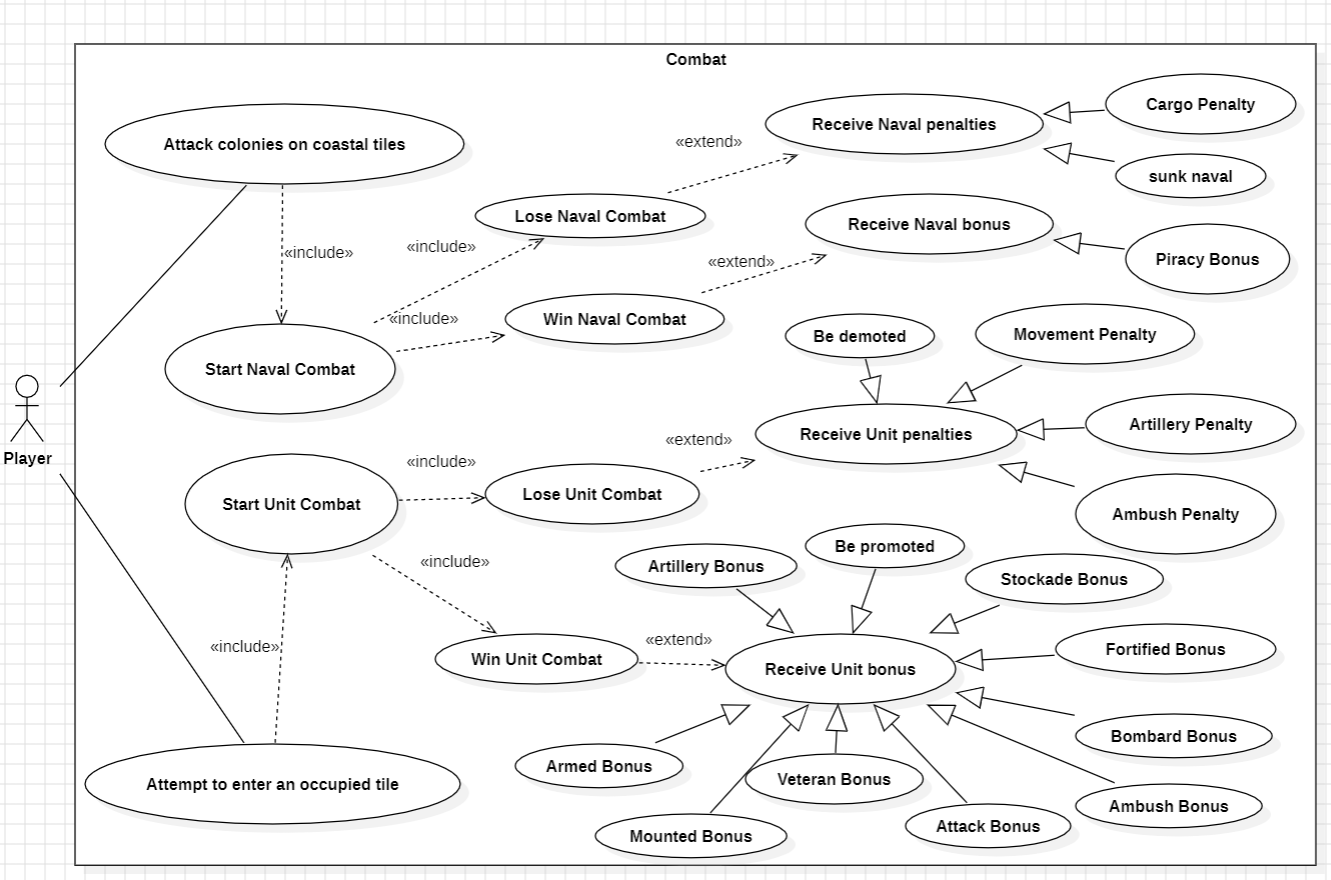 Combat
Attack colonies on coastal tiles
Receive Naval penalties
Cargo Penalty
«extend»
sunk naval
Lose Naval Combat
Receive Naval bonus
«include»
«include»
«extend»
Piracy Bonus
«include»
Win Naval Combat
Be demoted
Movement Penalty
Start Naval Combat
Player
Receive Unit penalties
Artillery Penalty
«extend»
«include»
Start Unit Combat
Lose Unit Combat
Ambush Penalty
«include»
Artillery Bonus
Be promoted
Stockade Bonus
«include»
Win Unit Combat
«extend»
Receive Unit bonus
Fortified Bonus
Bombard Bonus
Armed Bonus
Veteran Bonus
Attempt to enter an occupied tile
Ambush Bonus
Mounted Bonus
Attack Bonus